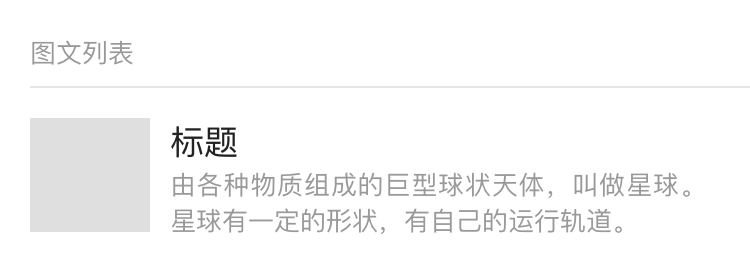 图文列表
标题
由各种物质组成的巨型球状天体，叫做星球。
星球有一定的形状，有自己的运行轨道。